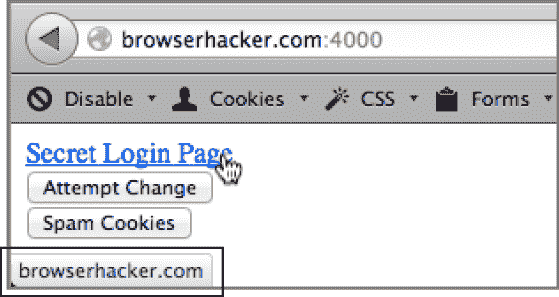 browserhacker.com:4000
Disable Cookies CSS Forms
Secret Login Page
Attempt Change
Spam Cookies
browserhacker.com